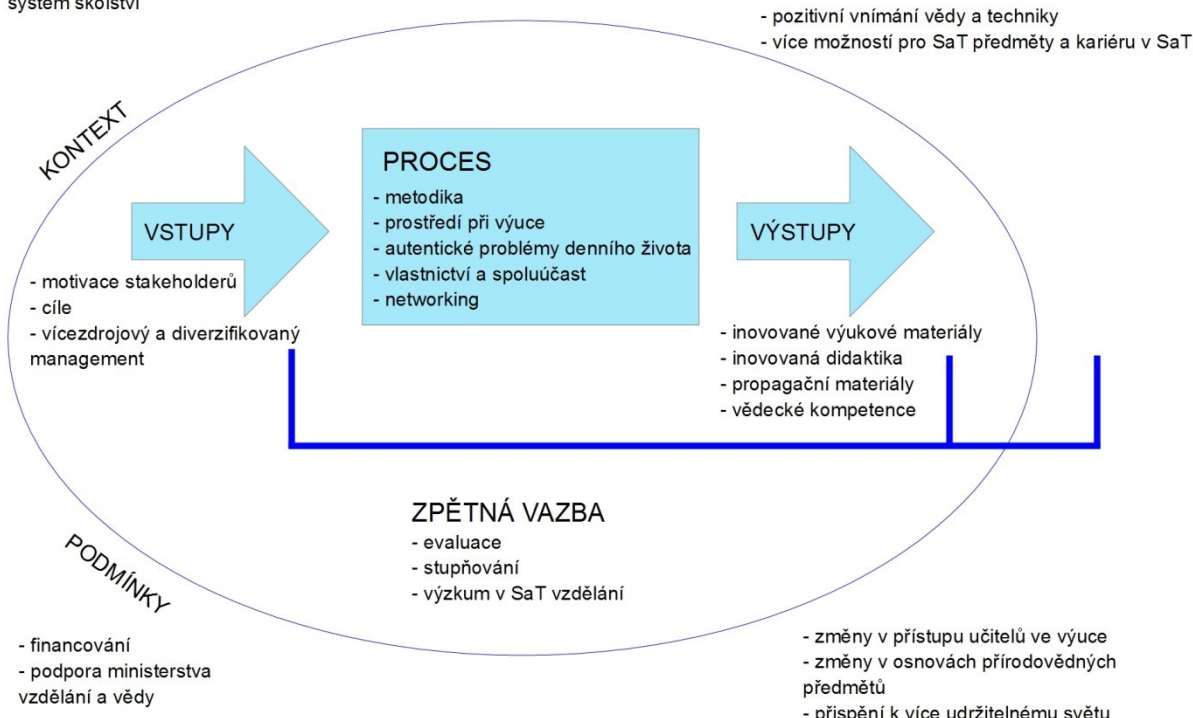 systém školství
- pozitivní vnímání vědy a techniky
- více možností pro SaT předměty a kariéru v SaT
KONTEXT
VSTUPY
- motivace stakeholderů
- cíle
- vícezdrojový a diverzifikovaný
management
PROCES
- metodika
- prostředí při výuce
- autentické problémy denního života
- vlastnictví a spoluúčast
- networking
VÝSTUPY
- inovované výukové materiály
- inovovaná didaktika
- propagační materiály
- vědecké kompetence
ZPĚTNÁ VAZBA
- evaluace
- stupňování
- výzkum v SaT vzdělání
PODMÍNKY
- financování
- podpora ministerstva
vzdělání a vědy
- změny v přístupu učitelů ve výuce
- změny v osnovách přírodovědných
předmětů
- přispění k více udržitelnému světu